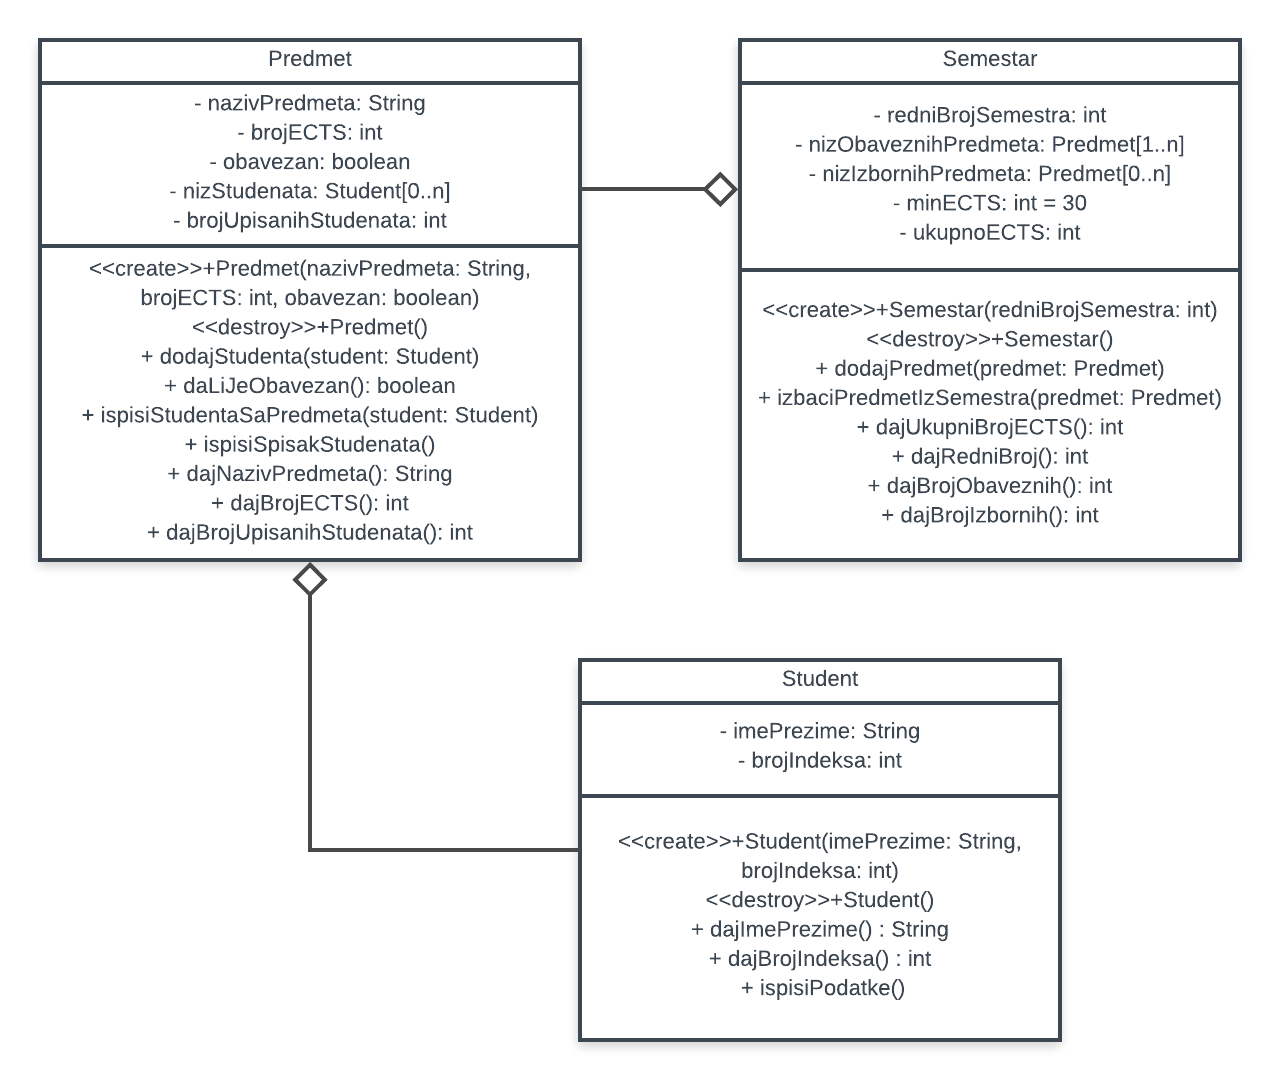 Predmet
- nazivPredmeta: String
- brojECTS: int
- obavezan: boolean
- nizStudenata: Student[0..n]
- brojUpisanihStudenata: int
<<create>>+Predmet(nazivPredmeta: String,
brojECTS: int, obavezan: boolean)
<<destroy>>+Predmet()
+ dodajStudenta(student: Student)
+ daLiJeObavezan(): boolean
+ ispisiStudentaSaPredmeta(student: Student)
+ ispisiSpisakStudenata()
+ dajNazivPredmeta(): String
+ dajBrojECTS(): int
+ dajBrojUpisanihStudenata(): int
Semestar
- redniBrojSemestra: int
- nizObaveznihPredmeta: Predmet[1..n]
- nizIzbornihPredmeta: Predmet[0..n]
- minECTS: int = 30
- ukupnoECTS: int
<<create>>+Semestar(redniBrojSemestra: int)
<<destroy>>+Semestar()
+ dodajPredmet(predmet: Predmet)
+ izbaciPredmetIzSemestra(predmet: Predmet)
+ dajUkupniBrojECTS(): int
+ dajRedniBroj(): int
+ dajBrojObaveznih(): int
+ dajBrojIzbornih(): int
Student
- imePrezime: String
- brojIndeksa: int
<<create>>+Student(imePrezime: String,
brojIndeksa: int)
<<destroy>>+Student()
+ dajImePrezime() : String
+ dajBrojIndeksa() : int
+ ispisiPodatke()